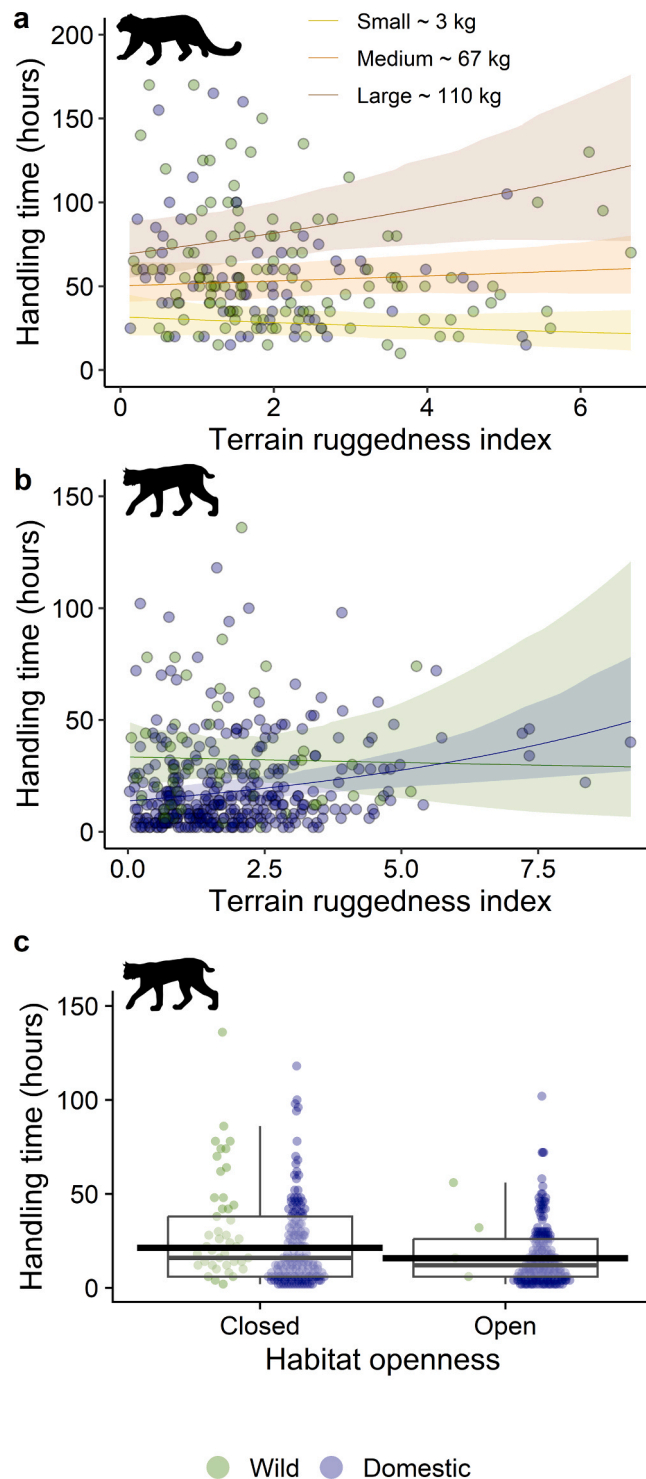 a
Small ~ 3 kg
Medium ~ 67 kg
Large ~ 110 kg
200
150
100
50
0
Handling time (hours)
0 2 4 6
Terrain ruggedness index
b
150
100
50
0
Handling time (hours)
0.0 2.5 5.0 7.5
Terrain ruggedness index
c
150
100
50
0
Handling time (hours)
Closed Open
Habitat openness
Wild Domestic